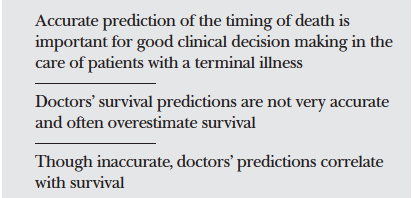 Accurate prediction of the timing of death is
important for good clinical decision making in the
care of patients with a terminal illness
Doctors’ survival predictions are not very accurate
and often overestimate survival
Though inaccurate, doctors’ predictions correlate
with survival